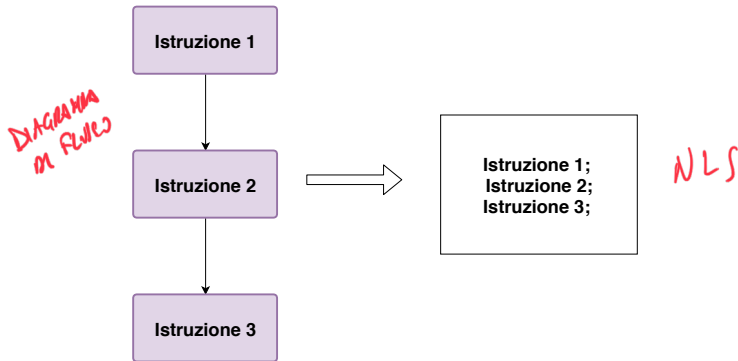 Istruzione 1
DIAGRAMMA
DI FLUSSO
Istruzione 2
Istruzione 3
Istruzione 1;
Istruzione 2;
Istruzione 3;
NLS